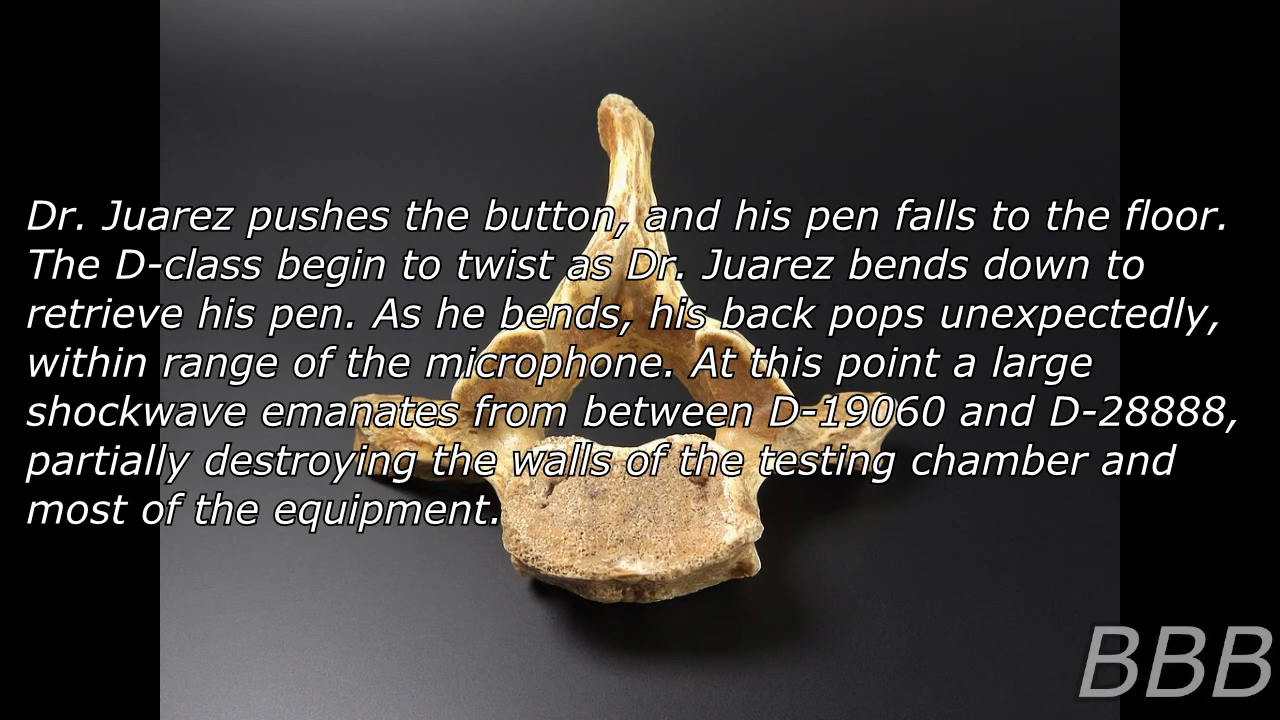 Dr. Juarez pushes the button, and his pen falls to the floor.
The D-class begin to twist as Dr. Juarez bends down to
retrieve his pen. As he bends, his back pops unexpectedly,
within range of the microphone. At this point a large
shockwave emanates from between D-19060 and D-28888,
partially destroying the walls of the testing chamber and
most of the equipment.
BBB